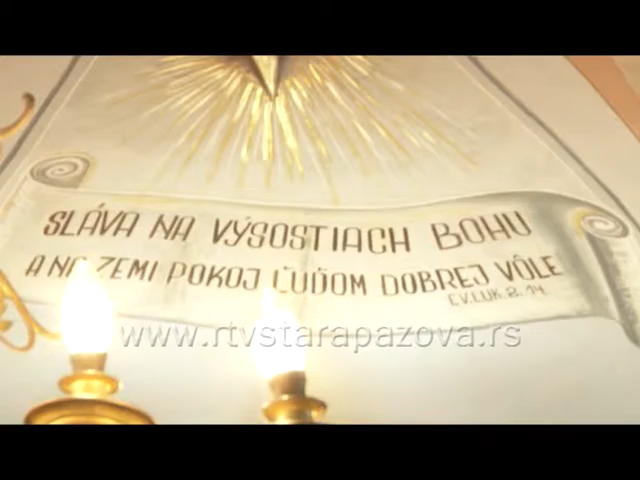 SLÁVA NA VÝSOSTIACH BOHU
A NA ZEMI POKOJ ĽUĎOM DOBREJ VÔLE
EV.LUK. 2. 14.
www.rtvstarapazova.rs